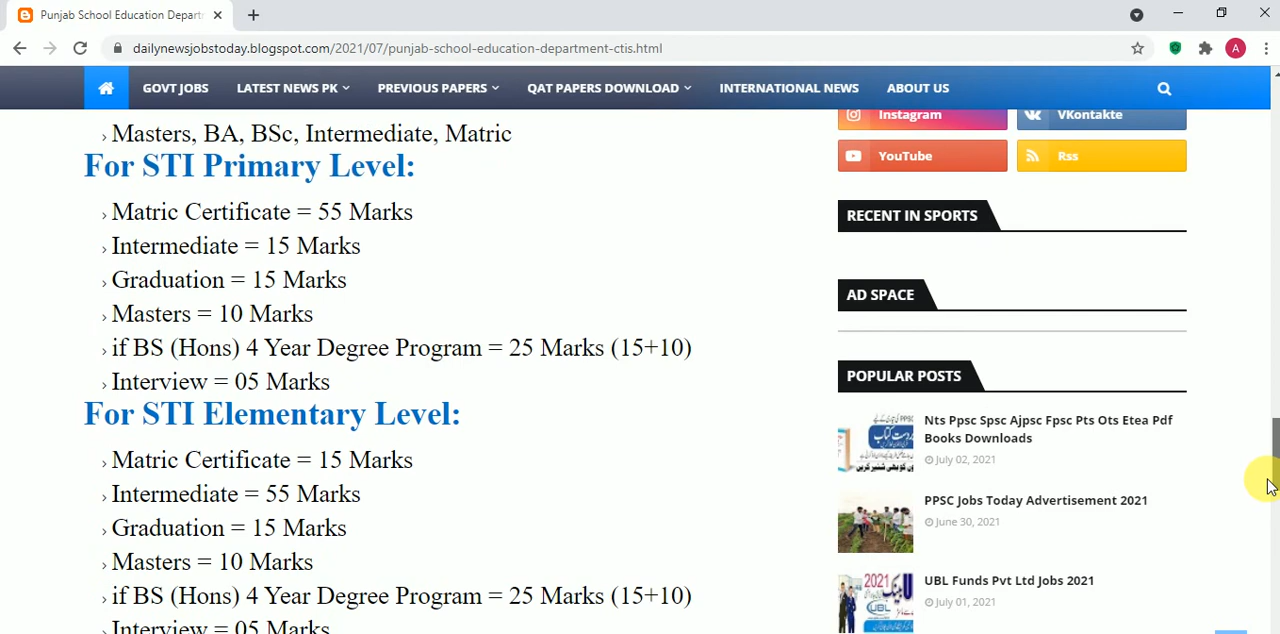 Punjab School Education Depart
dailynewsjobstoday.blogspot.com/2021/07/punjab-school-education-department-ctis.html
A
GOVT JOBS
LATEST NEWS PK
PREVIOUS PAPERS
QAT PAPERS DOWNLOAD
INTERNATIONAL NEWS
ABOUT US
Masters, BA, BSc, Intermediate, Matric
For STI Primary Level:
Matric Certificate = 55 Marks
Intermediate = 15 Marks
Graduation = 15 Marks
Masters = 10 Marks
if BS (Hons) 4 Year Degree Program = 25 Marks (15+10)
Interview = 05 Marks
For STI Elementary Level:
Matric Certificate = 15 Marks
Intermediate = 55 Marks
Graduation = 15 Marks
Masters = 10 Marks
if BS (Hons) 4 Year Degree Program = 25 Marks (15+10)
Interview = 05 Marks
Instagram
VKontakte
YouTube
Rss
RECENT IN SPORTS
AD SPACE
POPULAR POSTS
Nts Ppsc Spsc Ajpsc Fpsc Pts Ots Etea Pdf
Books Downloads
July 02, 2021
PPSC Jobs Today Advertisement 2021
June 30, 2021
2021
UBL
UBL Funds Pvt Ltd Jobs 2021
July 01, 2021